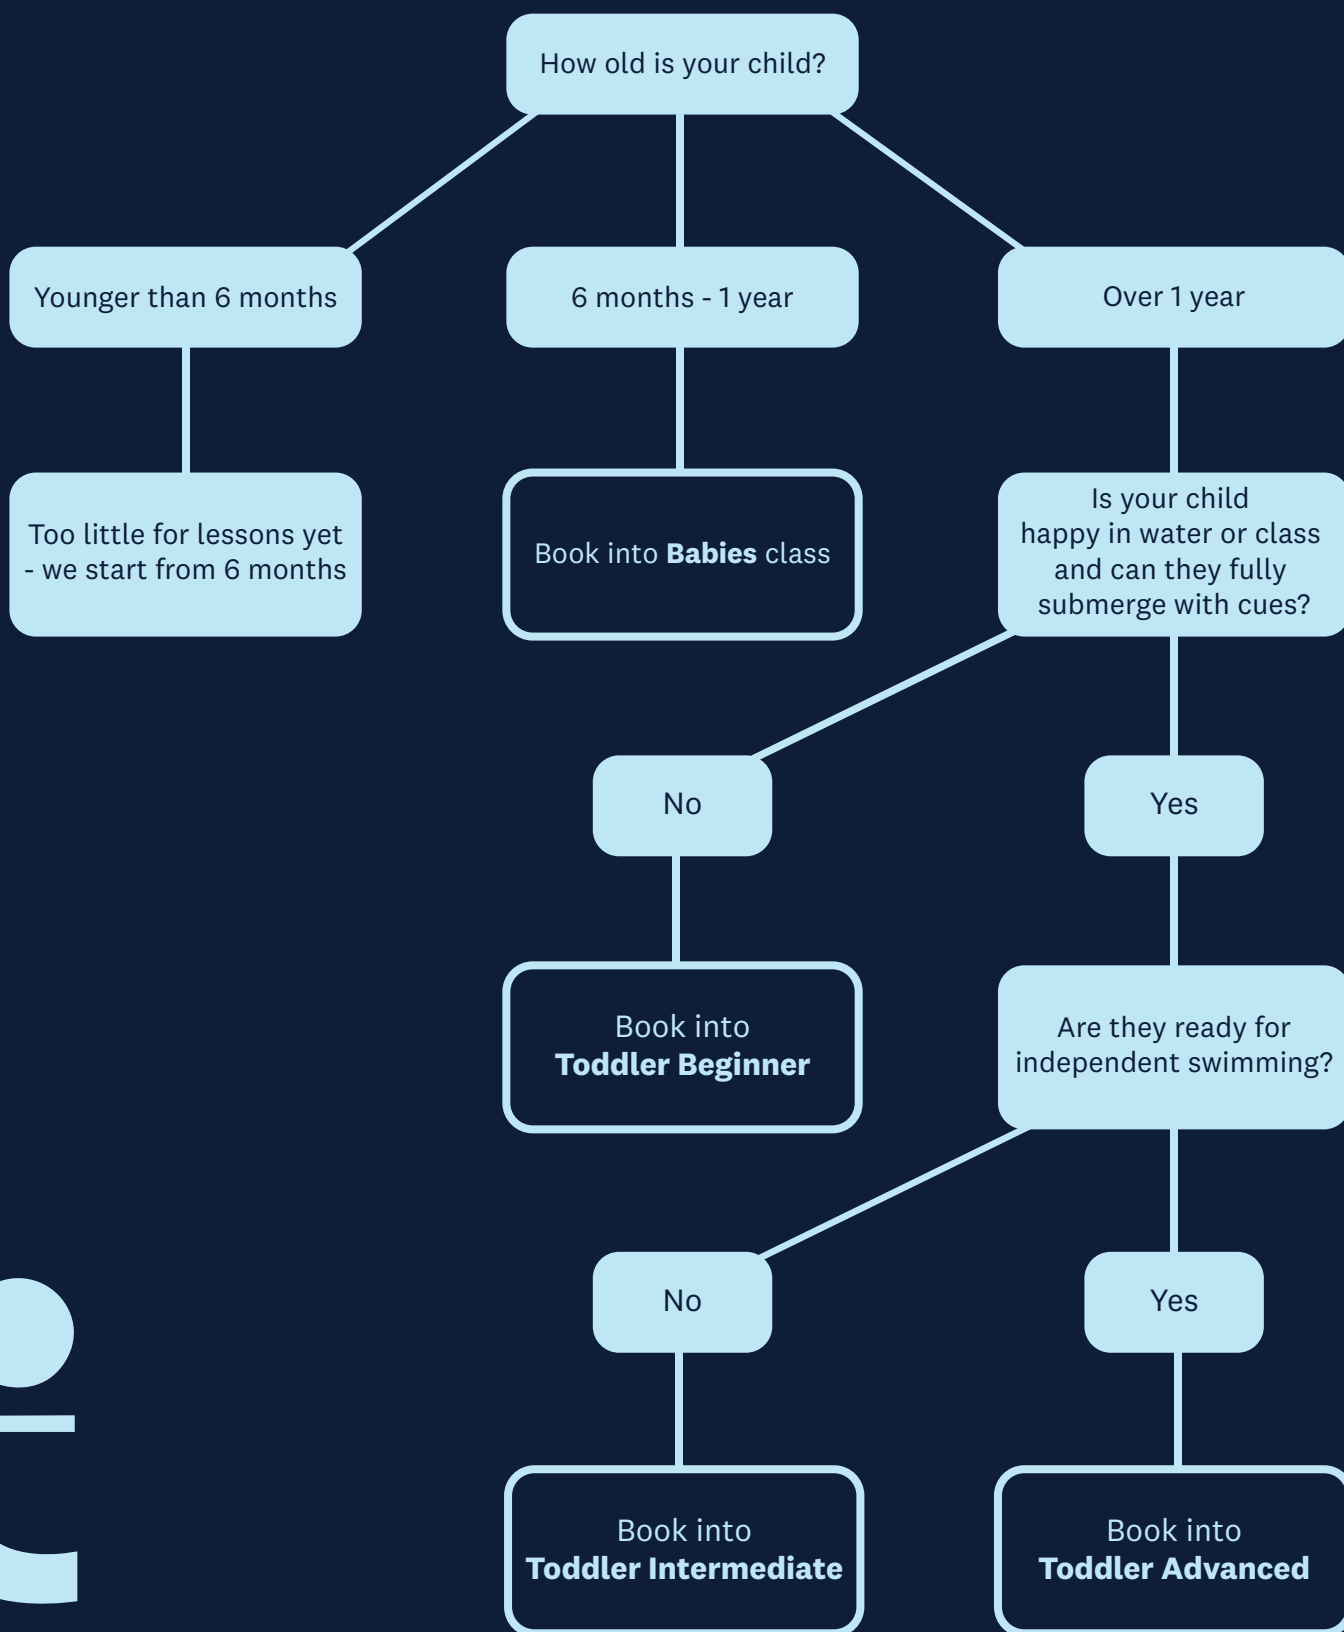 How old is your child?
Younger than 6 months
6 months - 1 year
Over 1 year
Too little for lessons yet
- we start from 6 months
Book into Babies class
Is your child
happy in water or class
and can they fully
submerge with cues?
No
Yes
Book into
Toddler Beginner
Are they ready for
independent swimming?
No
Yes
Book into
Toddler Intermediate
Book into
Toddler Advanced